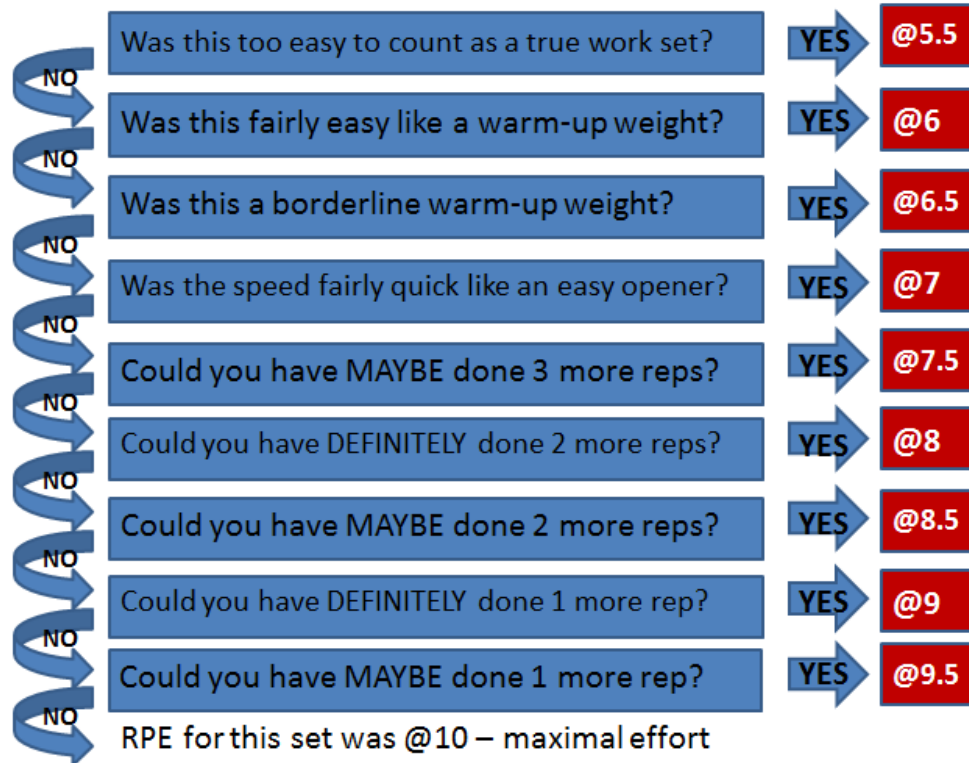 Was this too easy to count as a true work set? YES @5.5
NO
Was this fairly easy like a warm-up weight? YES @6
NO
Was this a borderline warm-up weight? YES @6.5
NO
Was the speed fairly quick like an easy opener? YES @7
NO
Could you have MAYBE done 3 more reps? YES @7.5
NO
Could you have DEFINITELY done 2 more reps? YES @8
NO
Could you have MAYBE done 2 more reps? YES @8.5
NO
Could you have DEFINITELY done 1 more rep? YES @9
NO
Could you have MAYBE done 1 more rep? YES @9.5
NO
RPE for this set was @10 – maximal effort